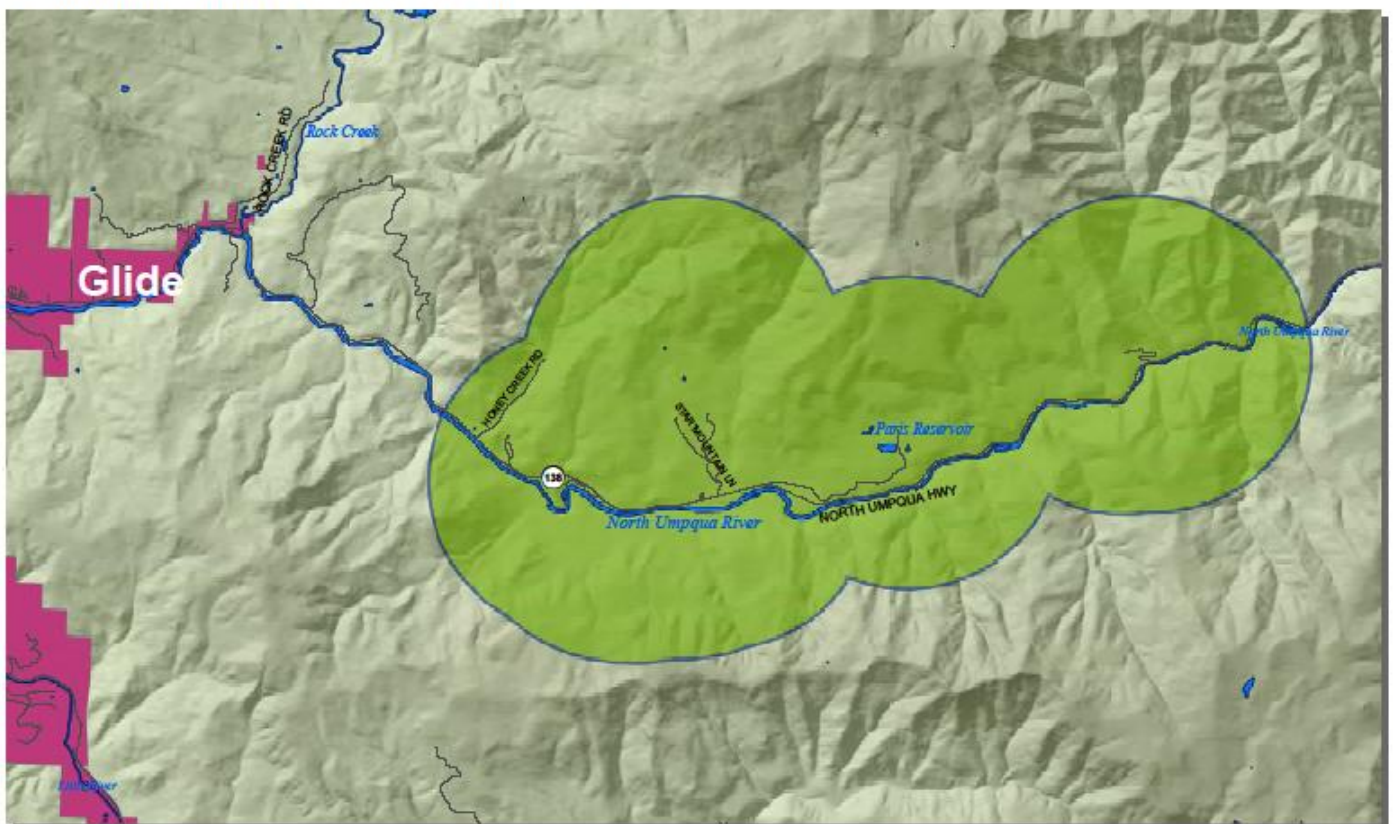 Rock Creek
ROCK CREEK RD
Glide
North Umpqua River
HONEY CREEK RD
STAR MOUNTAIN LN
Paris Reservoir
138
NORTH UMPQUA HWY
North Umpqua River
Little River